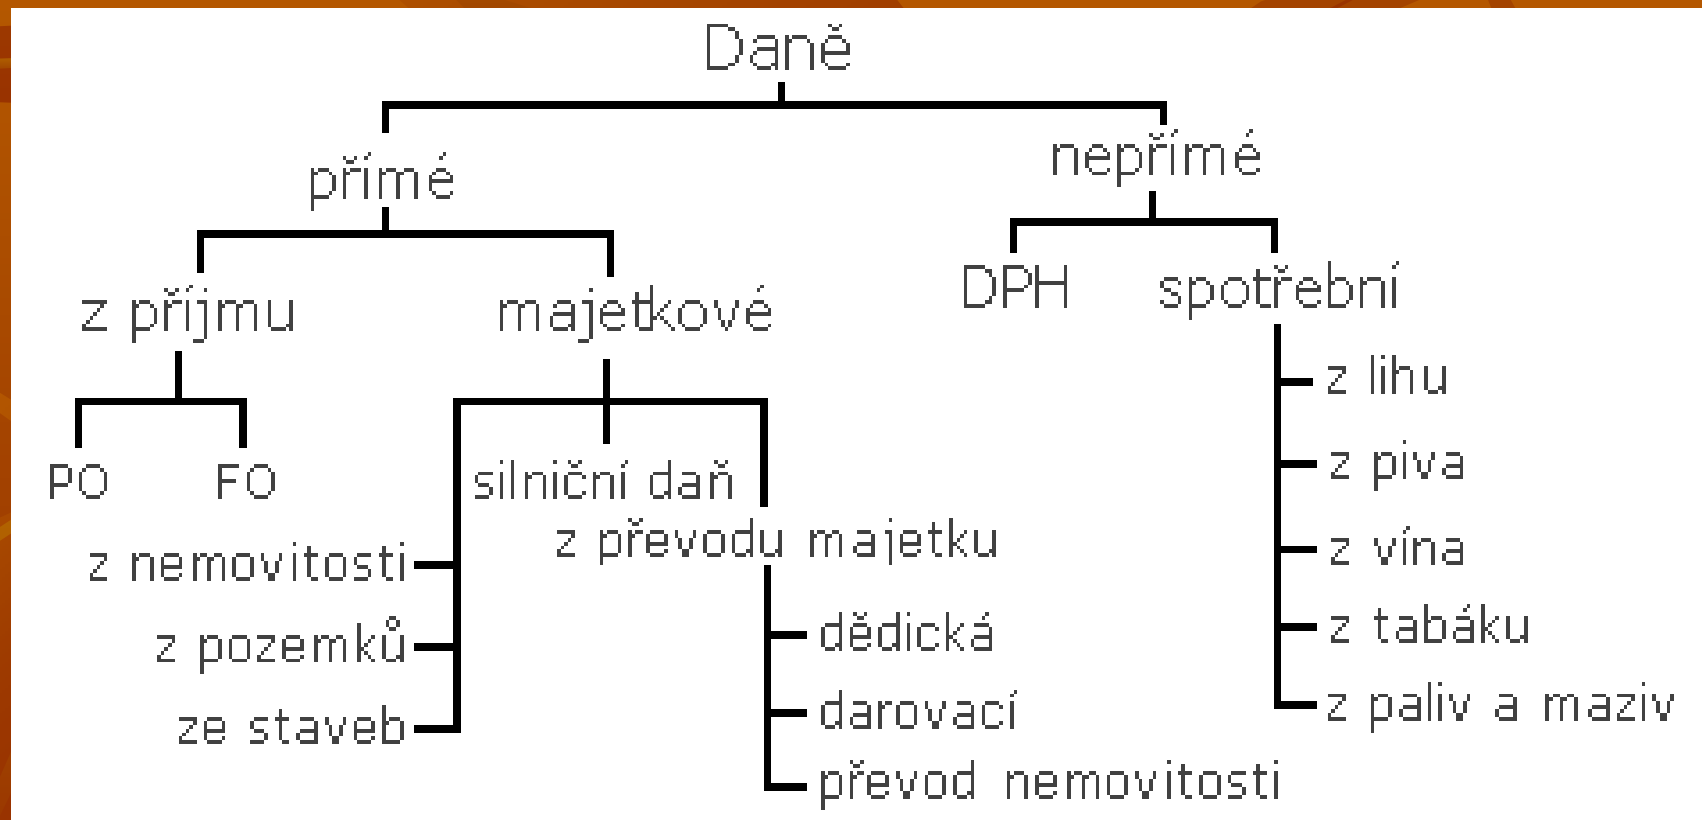 Daně
přímé
nepřímé
z příjmu
majetkové
DPH
spotřební
PO
FO
silniční daň
z převodu majetku
z nemovitosti
z pozemků
ze staveb
dědická
darovací
převod nemovitosti
z lihu
z piva
z vína
z tabáku
z paliv a maziv